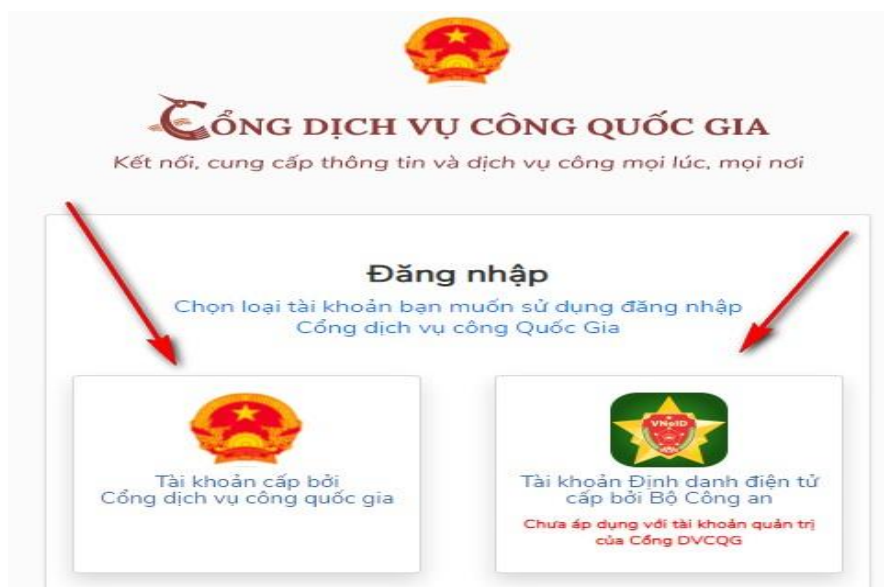 CỔNG DỊCH VỤ CÔNG QUỐC GIA
Kết nối, cung cấp thông tin và dịch vụ công mọi lúc, mọi nơi
Đăng nhập
Chọn loại tài khoản bạn muốn sử dụng đăng nhập
Cổng dịch vụ công Quốc Gia
Tài khoản cấp bởi
Cổng dịch vụ công quốc gia
VNeID
Tài khoản Định danh điện tử
cấp bởi Bộ Công an
Chưa áp dụng với tài khoản quản trị
của Cổng DVCQG